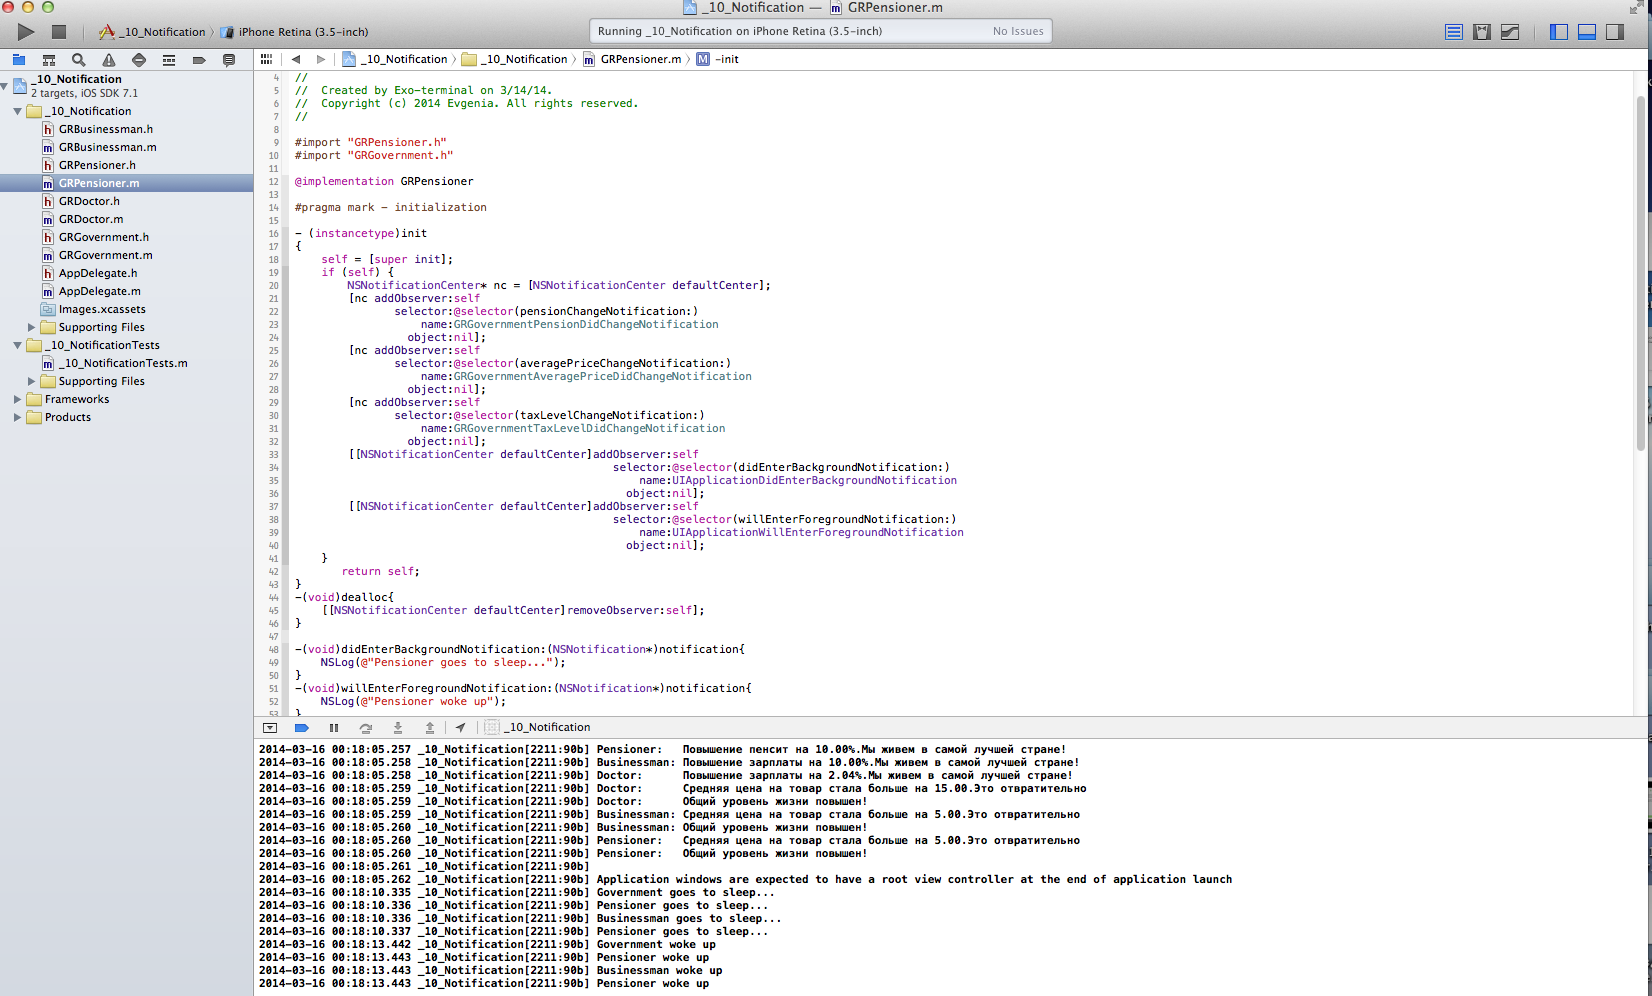 _10_Notification — GRPensioner.m
_10_Notification iPhone Retina (3.5-inch)
Running _10_Notification on iPhone Retina (3.5-inch) No Issues
_10_Notification _10_Notification GRPensioner.m M -init
_10_Notification
2 targets, iOS SDK 7.1
_10_Notification
h GRBusinessman.h
m GRBusinessman.m
h GRPensioner.h
m GRPensioner.m
h GRDoctor.h
m GRDoctor.m
h GRGovernment.h
m GRGovernment.m
h AppDelegate.h
m AppDelegate.m
Images.xcassets
Supporting Files
_10_NotificationTests
m _10_NotificationTests.m
Supporting Files
Frameworks
Products
4 //
5 //  Created by Exo-terminal on 3/14/14.
6 //  Copyright (c) 2014 Evgenia. All rights reserved.
7 //
8
9 #import "GRPensioner.h"
10 #import "GRGovernment.h"
11
12 @implementation GRPensioner
13
14 #pragma mark - initialization
15
16 - (instancetype)init
17 {
18     self = [super init];
19     if (self) {
20         NSNotificationCenter* nc = [NSNotificationCenter defaultCenter];
21         [nc addObserver:self
22                selector:@selector(pensionChangeNotification:)
23                    name:GRGovernmentPensionDidChangeNotification
24                  object:nil];
25         [nc addObserver:self
26                selector:@selector(averagePriceChangeNotification:)
27                    name:GRGovernmentAveragePriceDidChangeNotification
28                  object:nil];
29         [nc addObserver:self
30                selector:@selector(taxLevelChangeNotification:)
31                    name:GRGovernmentTaxLevelDidChangeNotification
32                  object:nil];
33         [[NSNotificationCenter defaultCenter]addObserver:self
34                                                 selector:@selector(didEnterBackgroundNotification:)
35                                                     name:UIApplicationDidEnterBackgroundNotification
36                                                   object:nil];
37         [[NSNotificationCenter defaultCenter]addObserver:self
38                                                 selector:@selector(willEnterForegroundNotification:)
39                                                     name:UIApplicationWillEnterForegroundNotification
40                                                   object:nil];
41     }
42        return self;
43 }
44 -(void)dealloc{
45     [[NSNotificationCenter defaultCenter]removeObserver:self];
46 }
47
48 -(void)didEnterBackgroundNotification:(NSNotification*)notification{
49     NSLog(@"Pensioner goes to sleep...");
50 }
51 -(void)willEnterForegroundNotification:(NSNotification*)notification{
52     NSLog(@"Pensioner woke up");
53 }
_10_Notification
2014-03-16 00:18:05.257 _10_Notification[2211:90b] Pensioner:   Повышение пенсит на 10.00%.Мы живем в самой лучшей стране!
2014-03-16 00:18:05.258 _10_Notification[2211:90b] Businessman: Повышение зарплаты на 10.00%.Мы живем в самой лучшей стране!
2014-03-16 00:18:05.258 _10_Notification[2211:90b] Doctor:      Повышение зарплаты на 2.04%.Мы живем в самой лучшей стране!
2014-03-16 00:18:05.259 _10_Notification[2211:90b] Doctor:      Средняя цена на товар стала больше на 15.00.Это отвратительно
2014-03-16 00:18:05.259 _10_Notification[2211:90b] Doctor:      Общий уровень жизни повышен!
2014-03-16 00:18:05.259 _10_Notification[2211:90b] Businessman: Средняя цена на товар стала больше на 5.00.Это отвратительно
2014-03-16 00:18:05.260 _10_Notification[2211:90b] Businessman: Общий уровень жизни повышен!
2014-03-16 00:18:05.260 _10_Notification[2211:90b] Pensioner:   Средняя цена на товар стала больше на 5.00.Это отвратительно
2014-03-16 00:18:05.260 _10_Notification[2211:90b] Pensioner:   Общий уровень жизни повышен!
2014-03-16 00:18:05.261 _10_Notification[2211:90b]
2014-03-16 00:18:05.262 _10_Notification[2211:90b] Application windows are expected to have a root view controller at the end of application launch
2014-03-16 00:18:10.335 _10_Notification[2211:90b] Government goes to sleep...
2014-03-16 00:18:10.336 _10_Notification[2211:90b] Pensioner goes to sleep...
2014-03-16 00:18:10.336 _10_Notification[2211:90b] Businessman goes to sleep...
2014-03-16 00:18:10.337 _10_Notification[2211:90b] Pensioner goes to sleep...
2014-03-16 00:18:13.442 _10_Notification[2211:90b] Government woke up
2014-03-16 00:18:13.443 _10_Notification[2211:90b] Pensioner woke up
2014-03-16 00:18:13.443 _10_Notification[2211:90b] Businessman woke up
2014-03-16 00:18:13.443 _10_Notification[2211:90b] Pensioner woke up